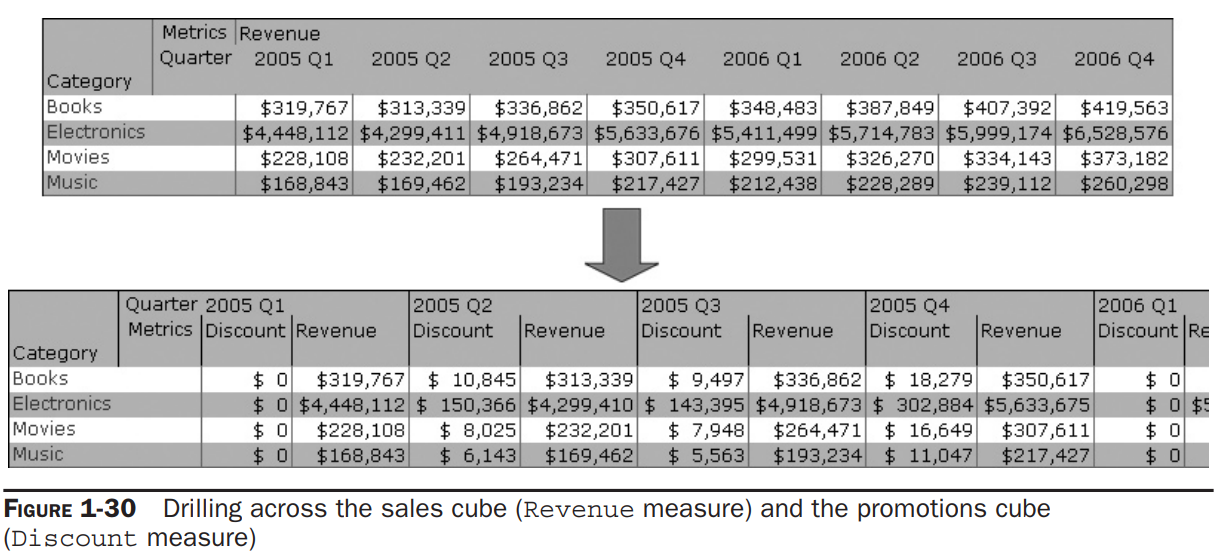 Metrics Revenue
Quarter 2005 Q1 2005 Q2 2005 Q3 2005 Q4 2006 Q1 2006 Q2 2006 Q3 2006 Q4
Category
Books $319,767 $313,339 $336,862 $350,617 $348,483 $387,849 $407,392 $419,563
Electronics $4,448,112 $4,299,411 $4,918,673 $5,633,676 $5,411,499 $5,714,783 $5,999,174 $6,528,576
Movies $228,108 $232,201 $264,471 $307,611 $299,531 $326,270 $334,143 $373,182
Music $168,843 $169,462 $193,234 $217,427 $212,438 $228,289 $239,112 $260,298
Quarter 2005 Q1 2005 Q2 2005 Q3 2005 Q4 2006 Q1
Metrics Discount Revenue Discount Revenue Discount Revenue Discount Revenue Discount Re
Category
Books $ 0 $319,767 $ 10,845 $313,339 $ 9,497 $336,862 $ 18,279 $350,617 $ 0
Electronics $ 0 $4,448,112 $ 150,366 $4,299,410 $ 143,395 $4,918,673 $ 302,884 $5,633,675 $ 0 $5
Movies $ 0 $228,108 $ 8,025 $232,201 $ 7,948 $264,471 $ 16,649 $307,611 $ 0
Music $ 0 $168,843 $ 6,143 $169,462 $ 5,563 $193,234 $ 11,047 $217,427 $ 0
FIGURE 1-30 Drilling across the sales cube (Revenue measure) and the promotions cube
(Discount measure)